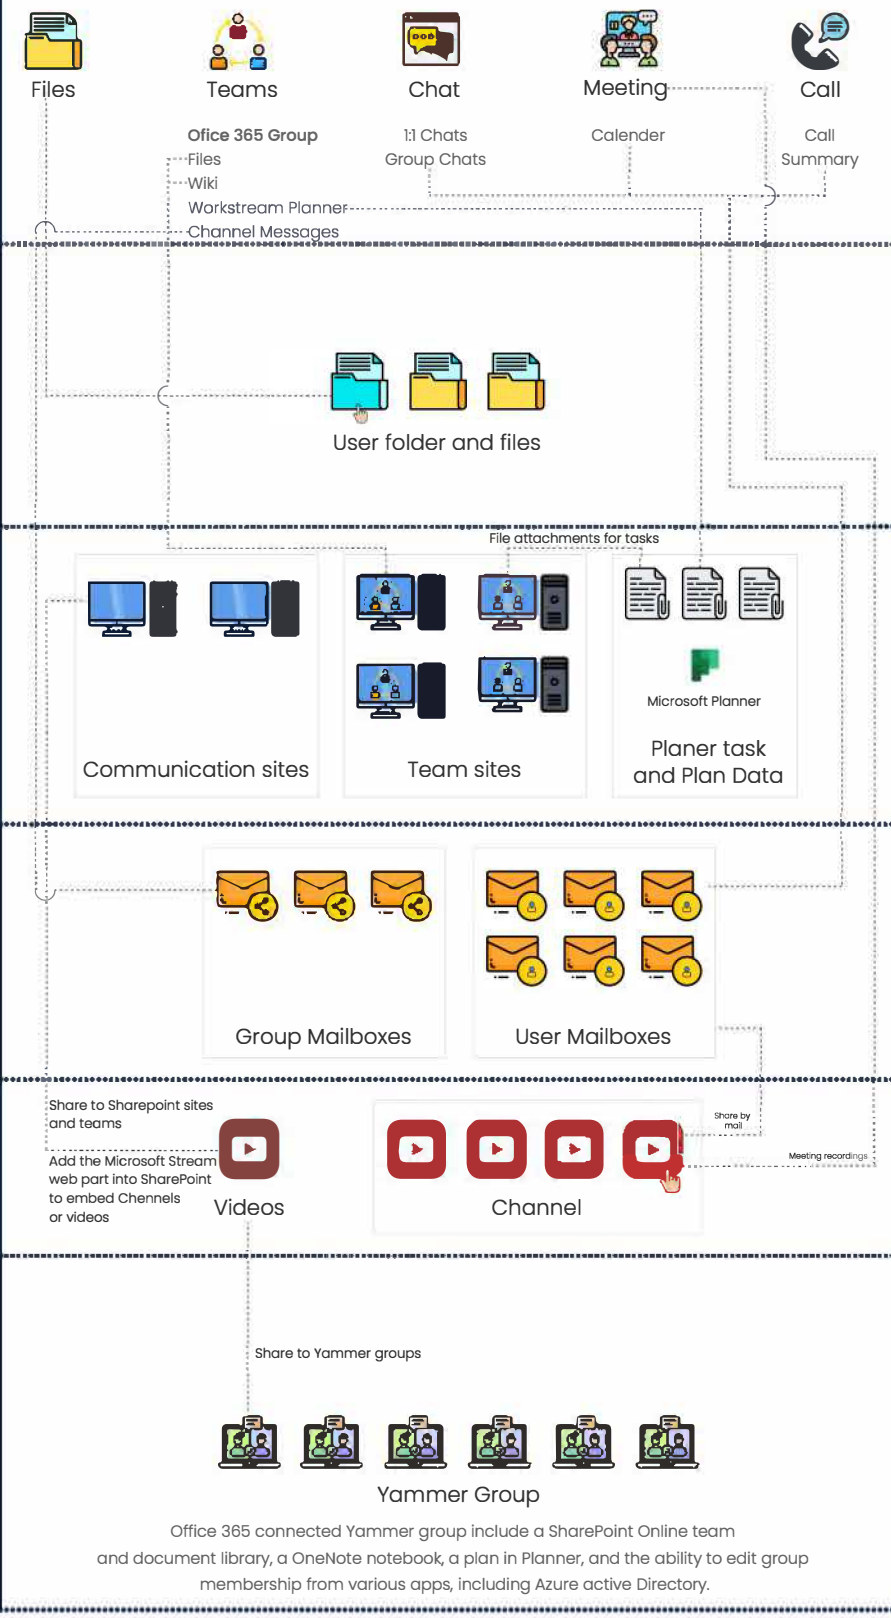 Files
Teams
Chat
Meeting
Call
Ofice 365 Group
Files
Wiki
Workstream Planner
Channel Messages
1:1 Chats
Group Chats
Calender
Call
Summary
User folder and files
File attachments for tasks
Communication sites
Team sites
Microsoft Planner
Planer task
and Plan Data
Group Mailboxes
User Mailboxes
Share to Sharepoint sites
and teams
Add the Microsoft Stream
web part into SharePoint
to embed Chennels
or videos
Videos
Channel
Share by
mail
Meeting recordings
Share to Yammer groups
Yammer Group
Office 365 connected Yammer group include a SharePoint Online team
and document library, a OneNote notebook, a plan in Planner, and the ability to edit group
membership from various apps, including Azure active Directory.